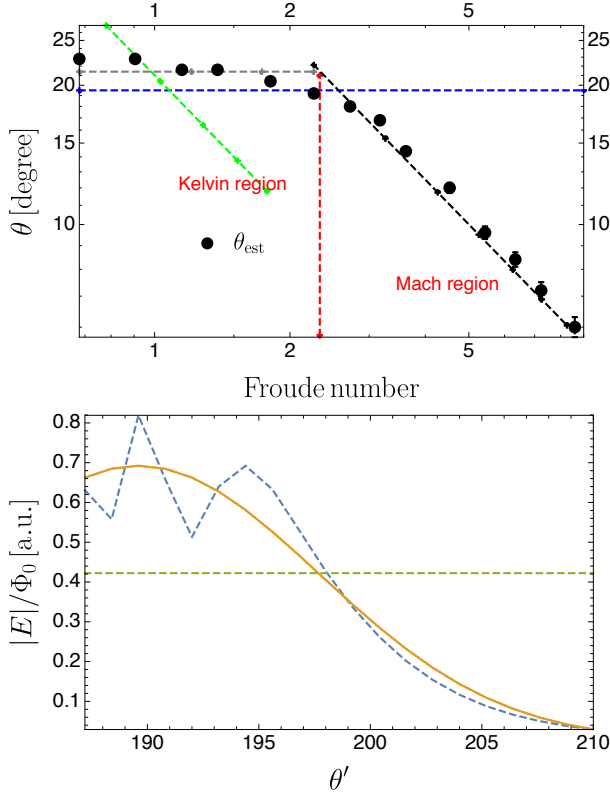 1 2 5
25 25
20 20
15 15
10 10
θ [degree]
Kelvin region
θest
Mach region
1 2 5
Froude number
0.8
0.7
0.6
0.5
0.4
0.3
0.2
0.1
|E|/Φ0 [a.u.]
190 195 200 205 210
θ′